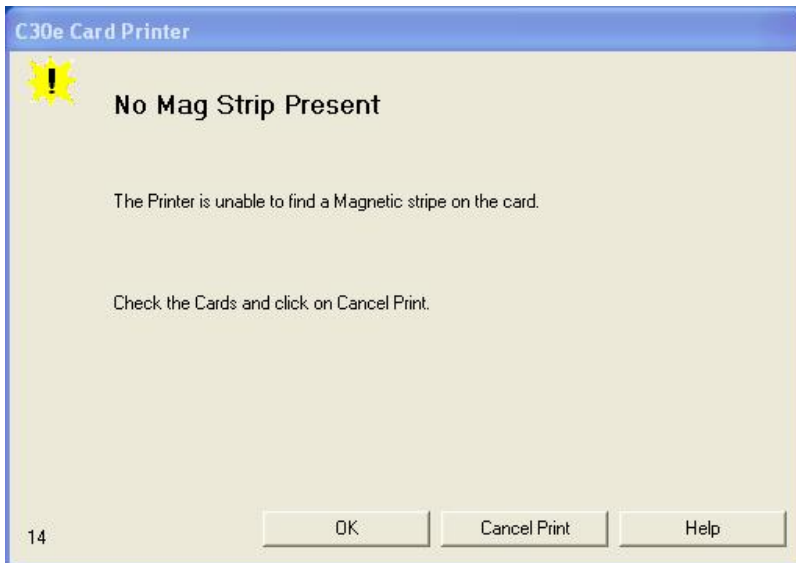 C30e Card Printer
!
No Mag Strip Present
The Printer is unable to find a Magnetic stripe on the card.
Check the Cards and click on Cancel Print.
14
OK
Cancel Print
Help